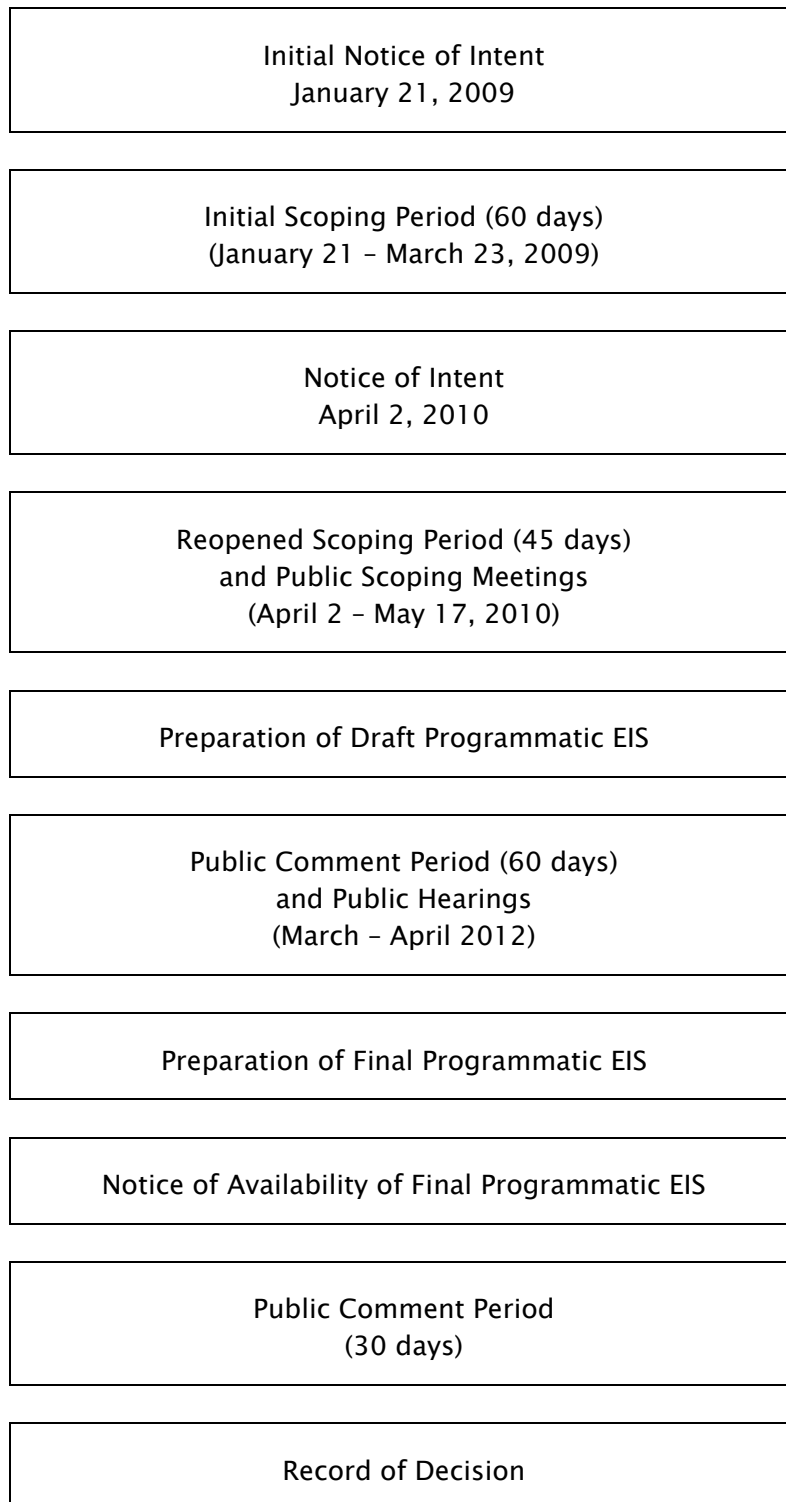 Initial Notice of Intent
January 21, 2009
Initial Scoping Period (60 days)
(January 21 – March 23, 2009)
Notice of Intent
April 2, 2010
Reopened Scoping Period (45 days)
and Public Scoping Meetings
(April 2 – May 17, 2010)
Preparation of Draft Programmatic EIS
Public Comment Period (60 days)
and Public Hearings
(March – April 2012)
Preparation of Final Programmatic EIS
Notice of Availability of Final Programmatic EIS
Public Comment Period
(30 days)
Record of Decision